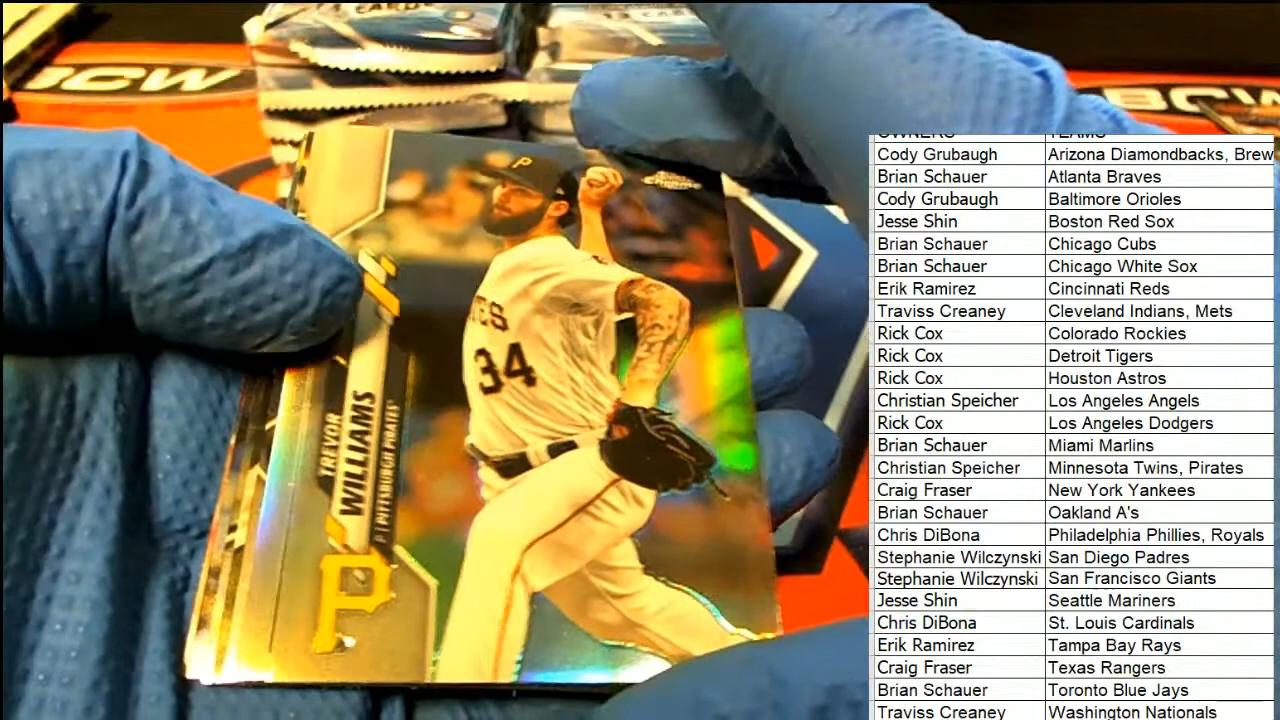 CARDS
BCW
BCW
P
Topps
Chrome
TES
34
TREVOR
WILLIAMS
P | PITTSBURGH PIRATES
P
OWNERS TEAMS
Cody Grubaugh Arizona Diamondbacks, Brew
Brian Schauer Atlanta Braves
Cody Grubaugh Baltimore Orioles
Jesse Shin Boston Red Sox
Brian Schauer Chicago Cubs
Brian Schauer Chicago White Sox
Erik Ramirez Cincinnati Reds
Traviss Creaney Cleveland Indians, Mets
Rick Cox Colorado Rockies
Rick Cox Detroit Tigers
Rick Cox Houston Astros
Christian Speicher Los Angeles Angels
Rick Cox Los Angeles Dodgers
Brian Schauer Miami Marlins
Christian Speicher Minnesota Twins, Pirates
Craig Fraser New York Yankees
Brian Schauer Oakland A's
Chris DiBona Philadelphia Phillies, Royals
Stephanie Wilczynski San Diego Padres
Stephanie Wilczynski San Francisco Giants
Jesse Shin Seattle Mariners
Chris DiBona St. Louis Cardinals
Erik Ramirez Tampa Bay Rays
Craig Fraser Texas Rangers
Brian Schauer Toronto Blue Jays
Traviss Creaney Washington Nationals